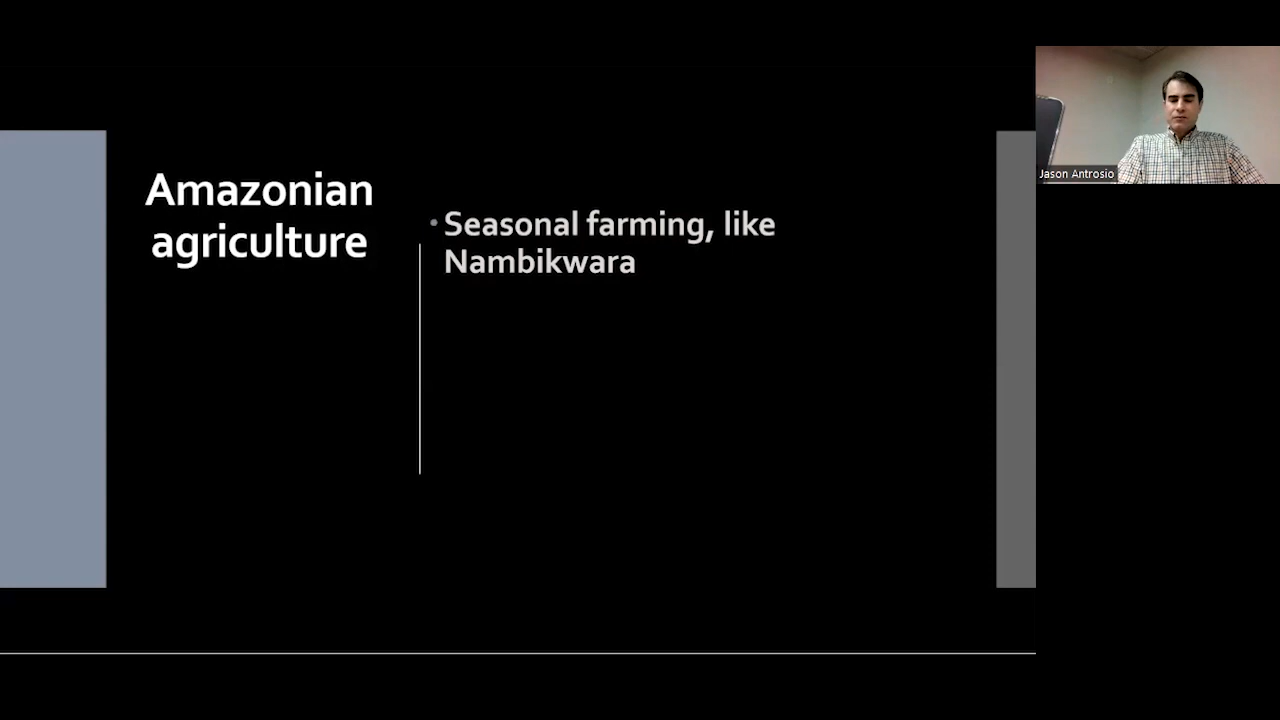 Amazonian
agriculture
• Seasonal farming, like
Nambikwara
Jason Antrosio